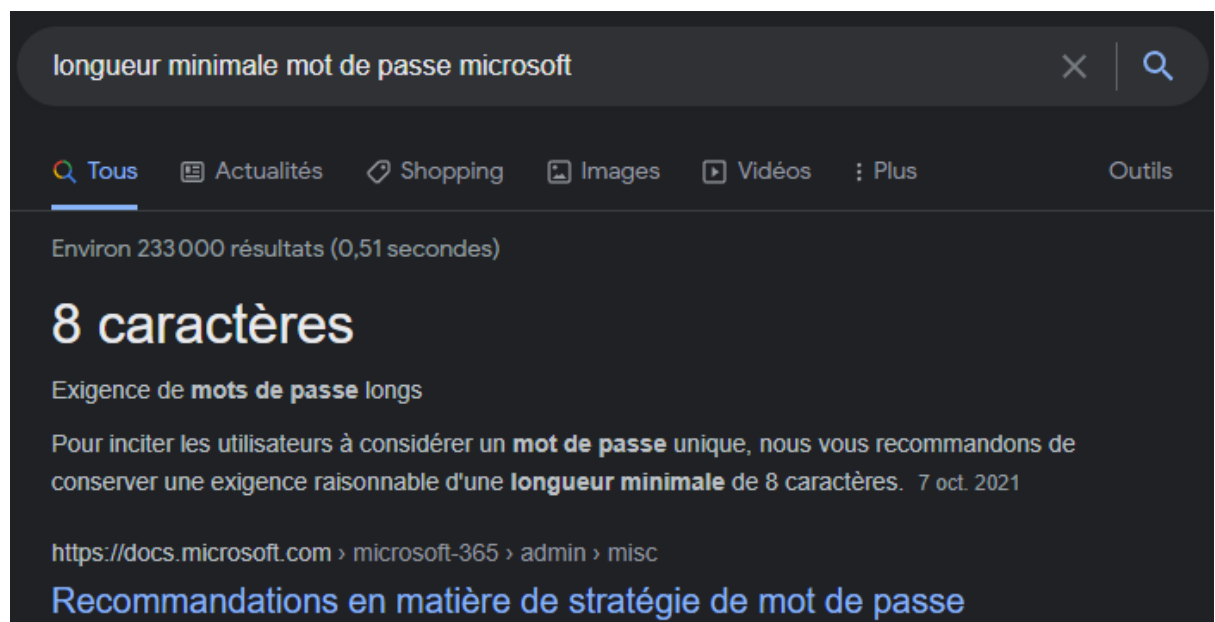 longueur minimale mot de passe microsoft
Tous Actualités Shopping Images Vidéos Plus Outils
Environ 233 000 résultats (0,51 secondes)
8 caractères
Exigence de mots de passe longs
Pour inciter les utilisateurs à considérer un mot de passe unique, nous vous recommandons de
conserver une exigence raisonnable d'une longueur minimale de 8 caractères. 7 oct. 2021
https://docs.microsoft.com › microsoft-365 › admin › misc
Recommandations en matière de stratégie de mot de passe